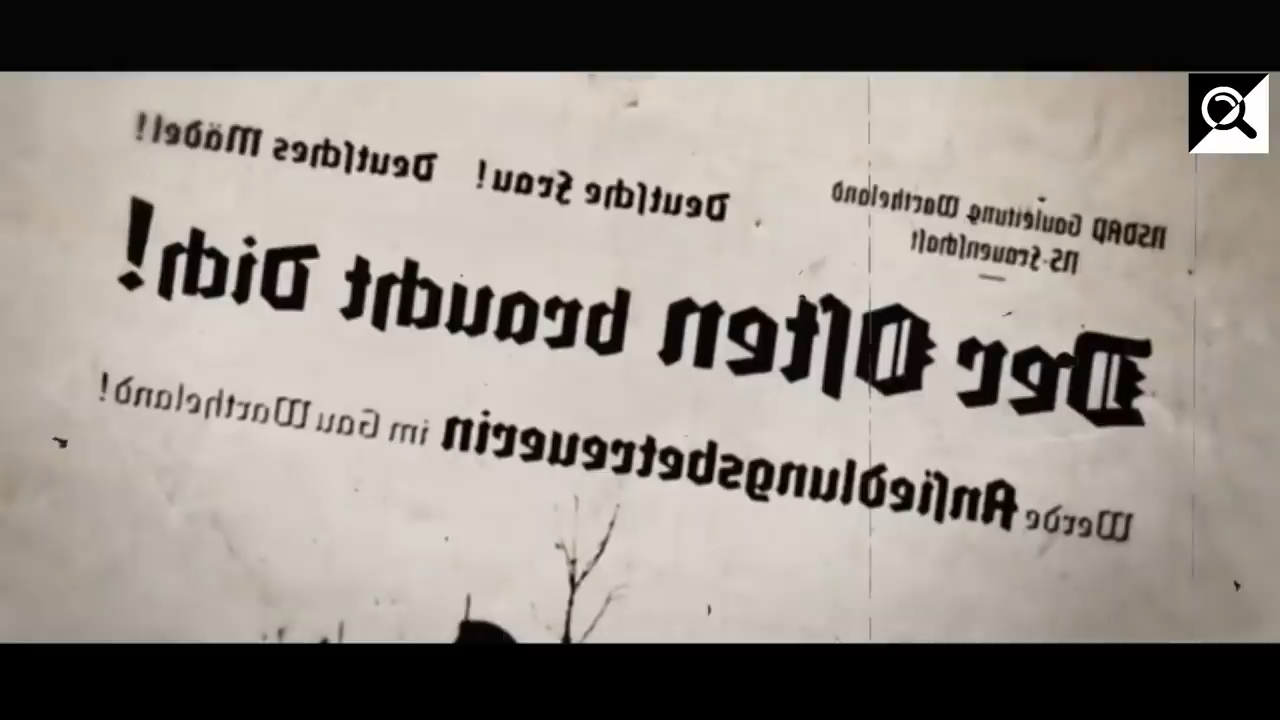 NSDAP Gauleitung Wartheland
NS-Frauenschaft
Deutsche Frau! Deutsches Mädel!
Der Osten braucht Dich!
Werde Ansiedlungsbetreuerin im Gau Wartheland!